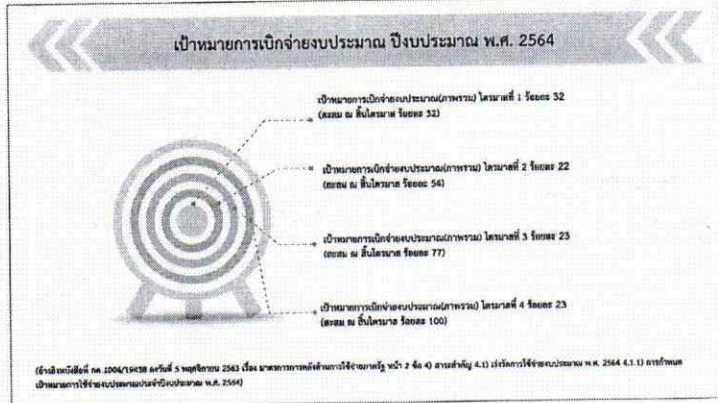 เป้าหมายการเบิกจ่ายงบประมาณ ปีงบประมาณ พ.ศ. 2564
เป้าหมายการเบิกจ่ายงบประมาณ(ภาพรวม) ไตรมาสที่ 1 ร้อยละ 32
(สะสม ณ สิ้นไตรมาส ร้อยละ 32)
เป้าหมายการเบิกจ่ายงบประมาณ(ภาพรวม) ไตรมาสที่ 2 ร้อยละ 22
(สะสม ณ สิ้นไตรมาส ร้อยละ 54)
เป้าหมายการเบิกจ่ายงบประมาณ(ภาพรวม) ไตรมาสที่ 3 ร้อยละ 23
(สะสม ณ สิ้นไตรมาส ร้อยละ 77)
เป้าหมายการเบิกจ่ายงบประมาณ(ภาพรวม) ไตรมาสที่ 4 ร้อยละ 23
(สะสม ณ สิ้นไตรมาส ร้อยละ 100)
(อ้างอิงหนังสือที่ กค 1006/19438 ลงวันที่ 5 พฤศจิกายน 2563 เรื่อง มาตรการการคลังด้านการใช้จ่ายภาครัฐ หน้า 2 ข้อ 4) สาระสำคัญ 4.1) เร่งรัดการใช้จ่ายงบประมาณ พ.ศ. 2564 4.1.1) การกำหนด
เป้าหมายการใช้จ่ายงบประมาณประจำปีงบประมาณ พ.ศ. 2564)